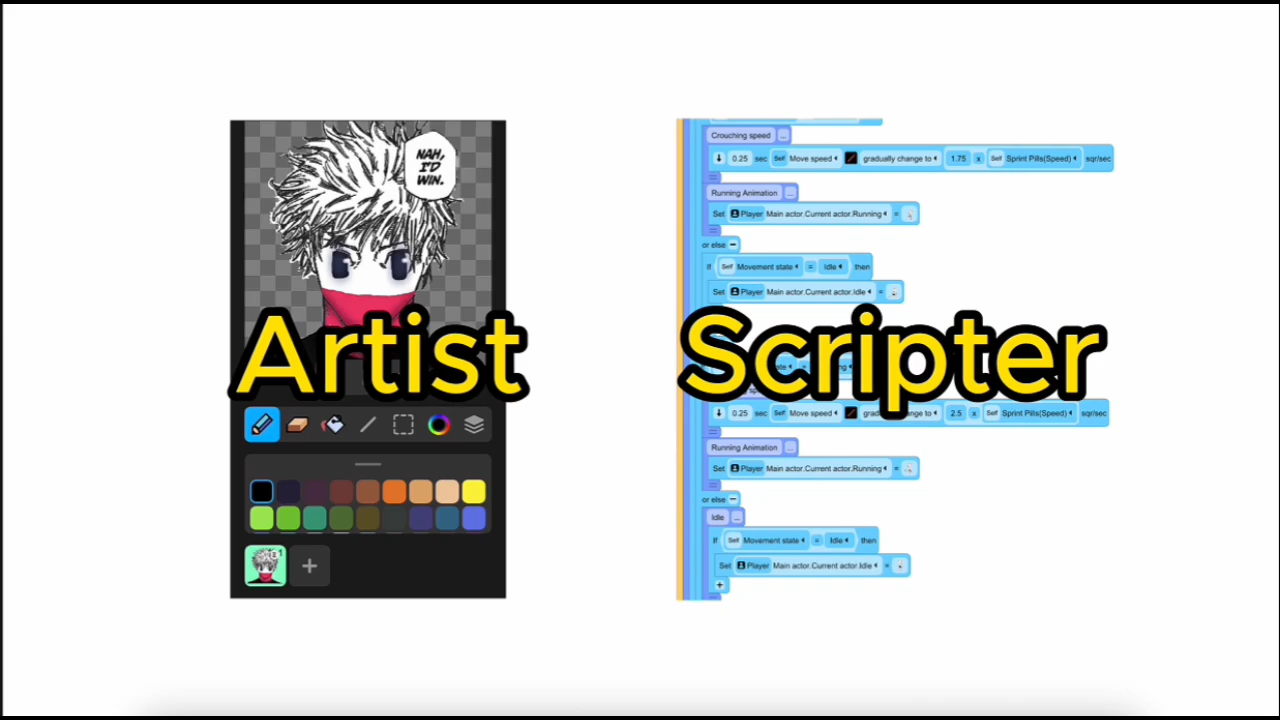 NAH,
I'D
WIN.
Artist
Scripter
Crouching speed ...
0.25 sec Self Move speed gradually change to 1.75 x Self Sprint Pills(Speed) sqr/sec
Running Animation ...
Set Player Main actor.Current actor.Running =
or else
If Self Movement state = Idle then
Set Player Main actor.Current actor.Idle =
0.25 sec Self Move speed gradually change to 2.5 x Self Sprint Pills(Speed) sqr/sec
Running Animation ...
Set Player Main actor.Current actor.Running =
or else
Idle ...
If Self Movement state = Idle then
Set Player Main actor.Current actor.Idle =
+